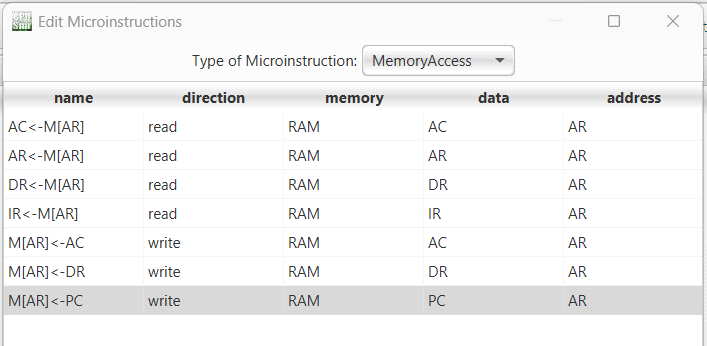 Edit Microinstructions
Type of Microinstruction: MemoryAccess
name direction memory data address
AC<-M[AR] read RAM AC AR
AR<-M[AR] read RAM AR AR
DR<-M[AR] read RAM DR AR
IR<-M[AR] read RAM IR AR
M[AR]<-AC write RAM AC AR
M[AR]<-DR write RAM DR AR
M[AR]<-PC write RAM PC AR